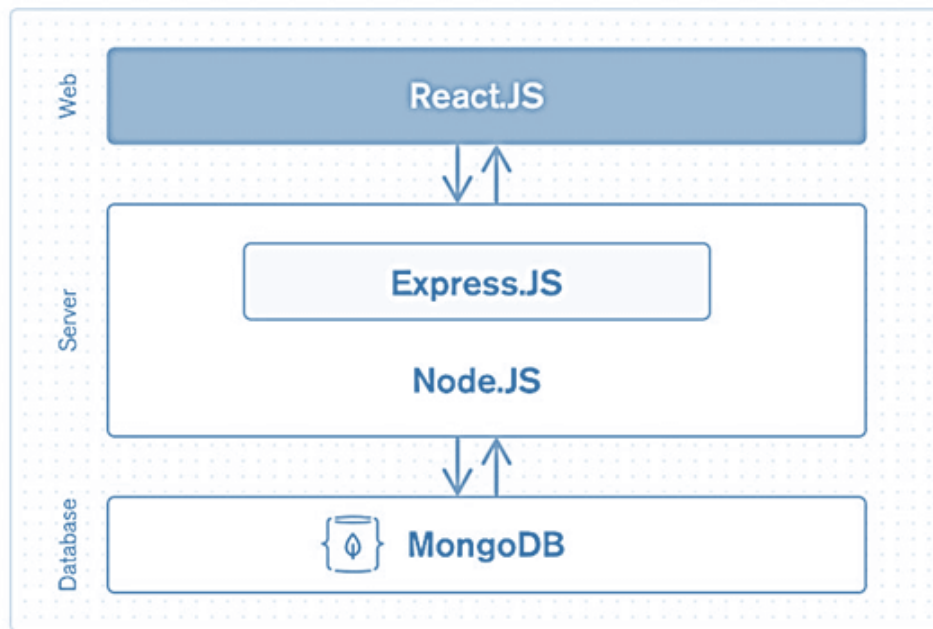 Web
React.JS
Server
Express.JS
Node.JS
Database
MongoDB